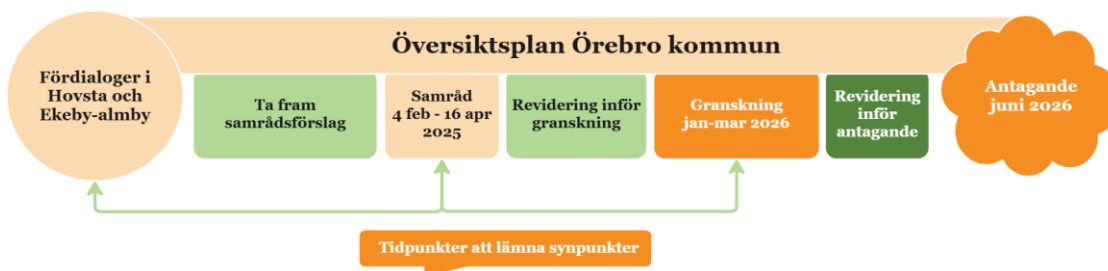 Översiktsplan Örebro kommun
Fördialoger i
Hovsta och
Ekeby-almby
Ta fram
samrådsförslag
Samråd
4 feb - 16 apr
2025
Revidering inför
granskning
Granskning
jan-mar 2026
Revidering
inför
antagande
Antagande
juni 2026
Tidpunkter att lämna synpunkter